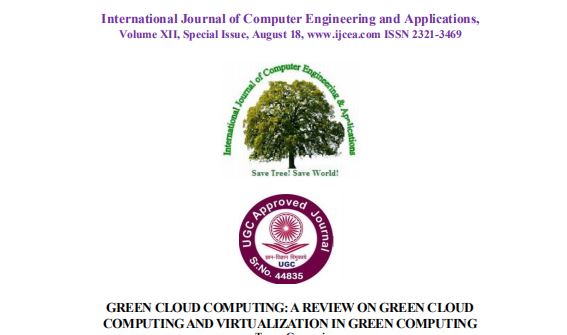 International Journal of Computer Engineering and Applications,
Volume XII, Special Issue, August 18, www.ijcea.com ISSN 2321-3469
International Journal of Computer Engineering & Applications
Save Tree! Save World!
UGC Approved Journal
ज्ञान-विज्ञान विमुक्तये
UGC
Sr.No. 44835
GREEN CLOUD COMPUTING: A REVIEW ON GREEN CLOUD
COMPUTING AND VIRTUALIZATION IN GREEN COMPUTING